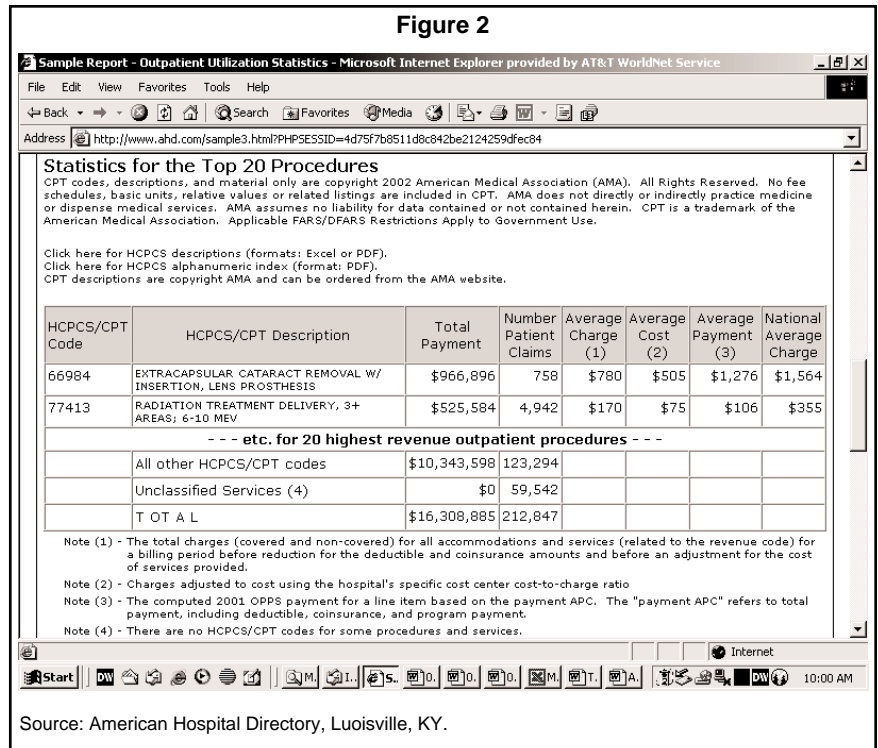 Figure 2
Sample Report - Outpatient Utilization Statistics - Microsoft Internet Explorer provided by AT&T WorldNet Service
File Edit View Favorites Tools Help
Back Search Favorites Media
Address http://www.ahd.com/sample3.html?PHPSESSID=4d75f7b8511d8c842be2124259dfec84
Statistics for the Top 20 Procedures
CPT codes, descriptions, and material only are copyright 2002 American Medical Association (AMA). All Rights Reserved. No fee
schedules, basic units, relative values or related listings are included in CPT. AMA does not directly or indirectly practice medicine
or dispense medical services. AMA assumes no liability for data contained or not contained herein. CPT is a trademark of the
American Medical Association. Applicable FARS/DFARS Restrictions Apply to Government Use.
Click here for HCPCS descriptions (formats: Excel or PDF).
Click here for HCPCS alphanumeric index (format: PDF).
CPT descriptions are copyright AMA and can be ordered from the AMA website.
HCPCS/CPT Code HCPCS/CPT Description Total Payment Number Patient Claims Average Charge (1) Average Cost (2) Average Payment (3) National Average Charge
66984 EXTRACAPSULAR CATARACT REMOVAL W/ INSERTION, LENS PROSTHESIS $966,896 758 $780 $505 $1,276 $1,564
77413 RADIATION TREATMENT DELIVERY, 3+ AREAS; 6-10 MEV $525,584 4,942 $170 $75 $106 $355
- - - etc. for 20 highest revenue outpatient procedures - - -
All other HCPCS/CPT codes $10,343,598 123,294
Unclassified Services (4) $0 59,542
T OT A L $16,308,885 212,847
Note (1) - The total charges (covered and non-covered) for all accommodations and services (related to the revenue code) for
a billing period before reduction for the deductible and coinsurance amounts and before an adjustment for the cost
of services provided.
Note (2) - Charges adjusted to cost using the hospital's specific cost center cost-to-charge ratio
Note (3) - The computed 2001 OPPS payment for a line item based on the payment APC. The "payment APC" refers to total
payment, including deductible, coinsurance, and program payment.
Note (4) - There are no HCPCS/CPT codes for some procedures and services.
Internet
Start DW M. I.. S.. 0. 0. 0. M. T. A. DW 10:00 AM
Source: American Hospital Directory, Luoisville, KY.